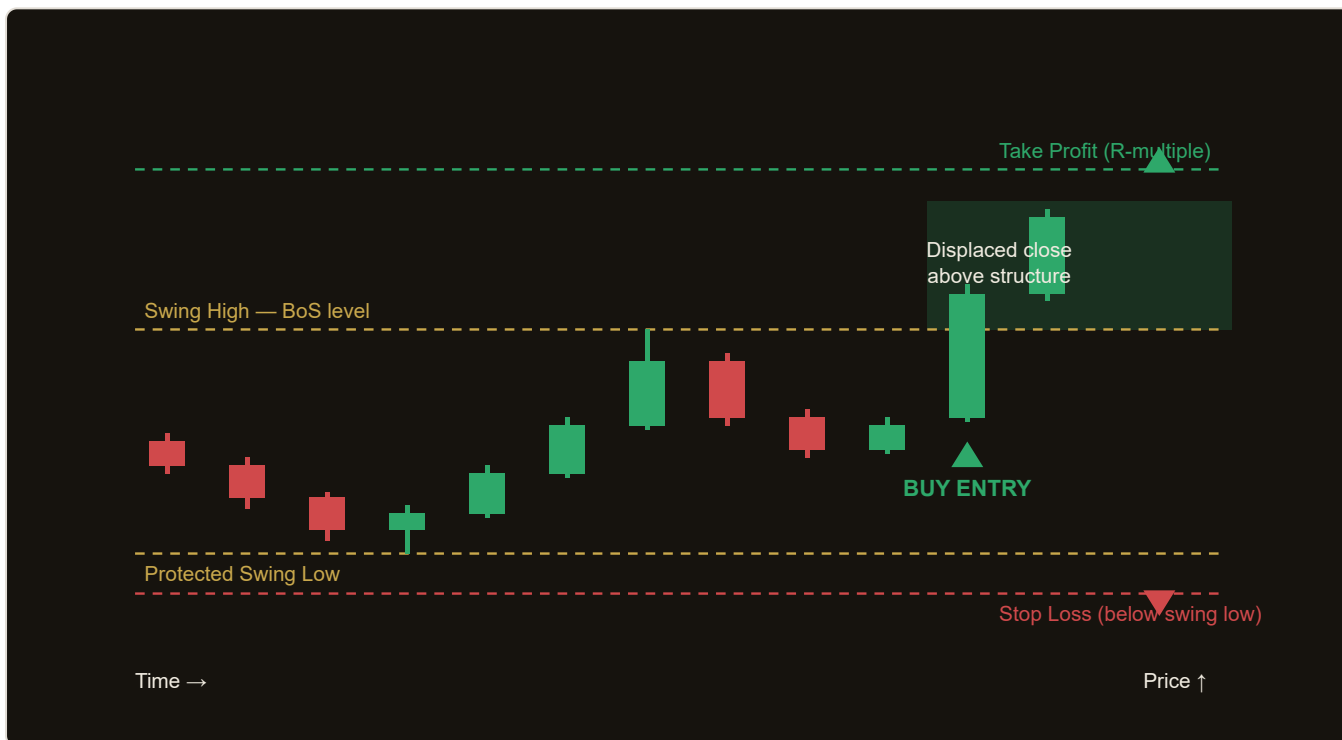 Take Profit (R-multiple)
Displaced close
above structure
Swing High — BoS level
BUY ENTRY
Protected Swing Low
Stop Loss (below swing low)
Time →
Price ↑